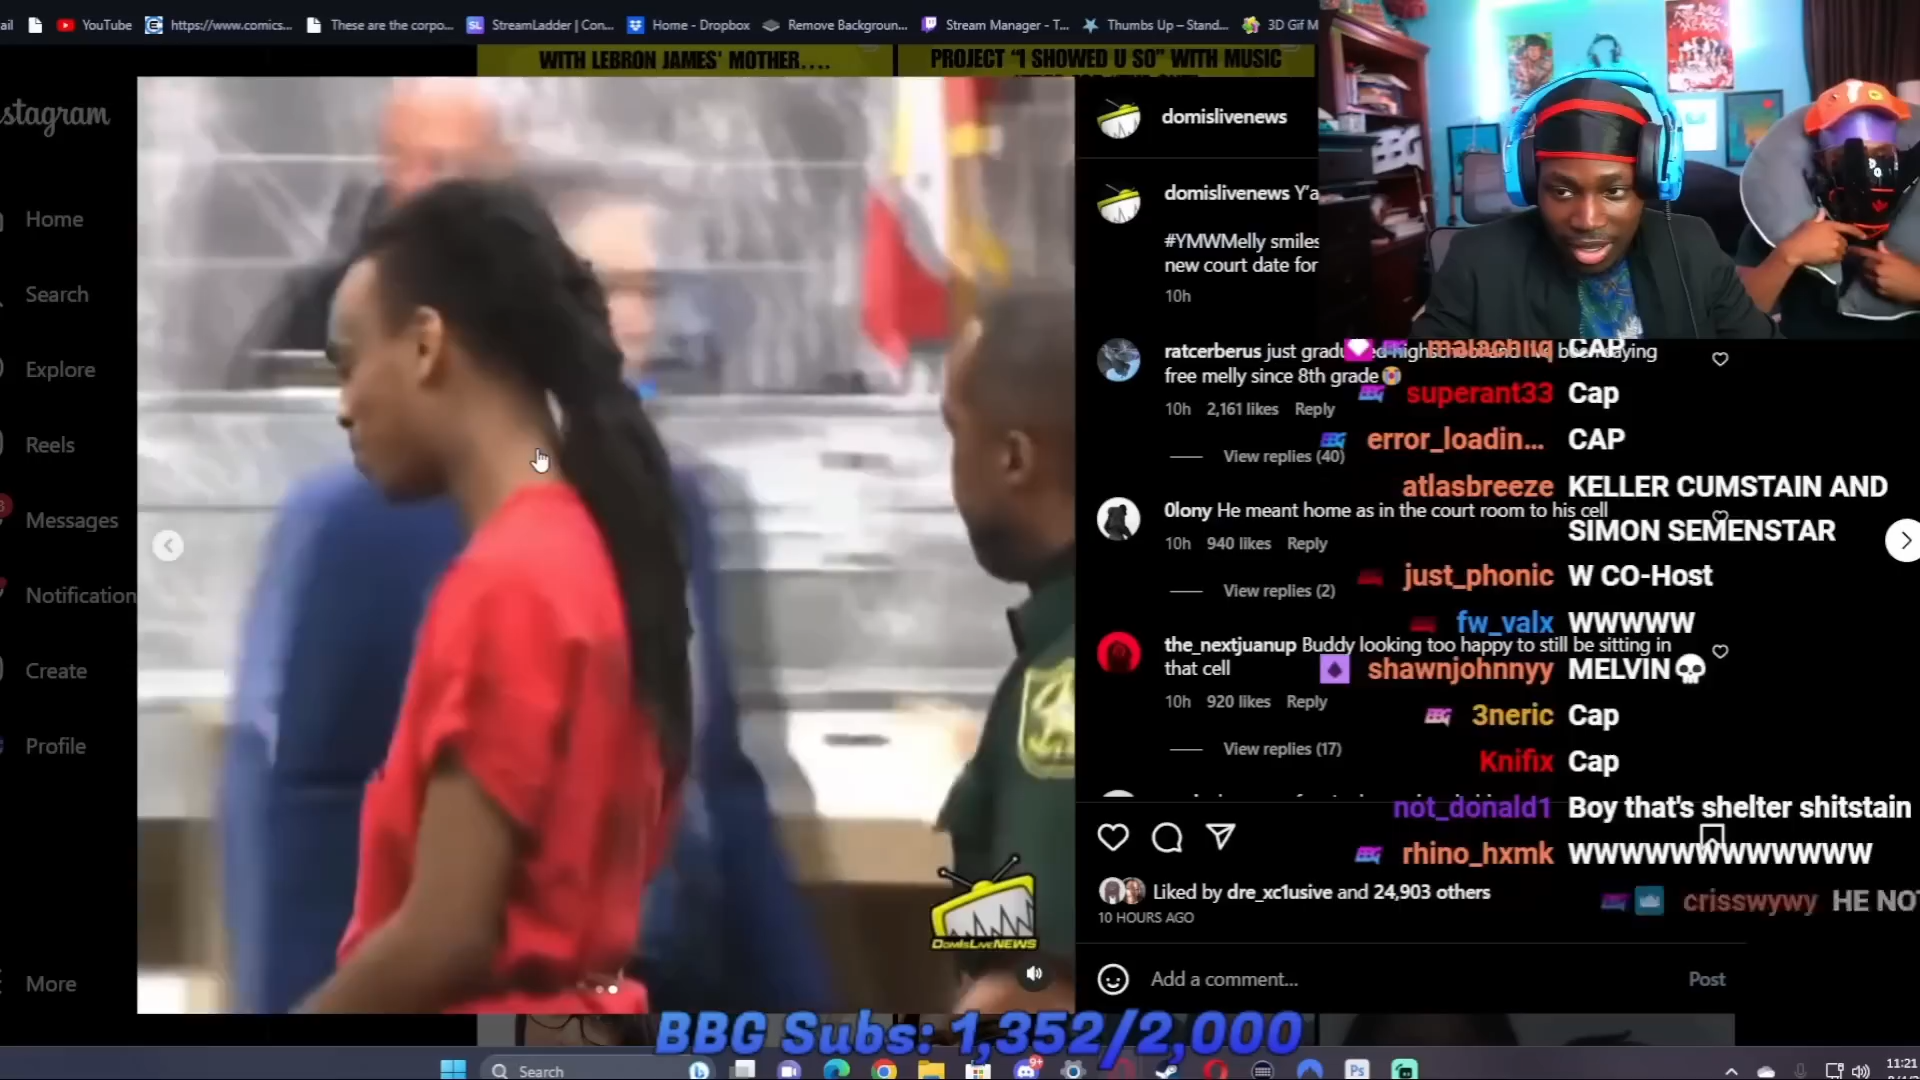 ail
YouTube
https://www.comics...
These are the corpo...
StreamLadder | Con...
Home - Dropbox
Remove Backgroun...
Stream Manager - T...
Thumbs Up – Stand...
3D Gif M
WITH LEBRON JAMES' MOTHER....
PROJECT "I SHOWED U SO" WITH MUSIC
stagram
Home
Search
Explore
Reels
Messages
Notification
Create
Profile
More
domislivenews
domislivenews Y'a
#YMWMelly smiles
new court date for
10h
ratcerberus just
free melly since 8th grade😭
10h 2,161 likes Reply
View replies (40)
0lony He meant home as in the court room to his cell
10h 940 likes Reply
View replies (2)
the_nextjuanup Buddy looking too happy to still be sitting in
that cell
10h 920 likes Reply
View replies (17)
malachiiq CAP
superant33 Cap
error_loadin... CAP
atlasbreeze KELLER CUMSTAIN AND
SIMON SEMENSTAR
just_phonic W CO-Host
fw_valx WWWWW
shawnjohnnyy MELVIN💀
3neric Cap
Knifix Cap
not_donald1 Boy that's shelter shitstain
rhino_hxmk WWWWWWWWWWWWW
crisswywy HE NO
Liked by dre_xc1usive and 24,903 others
10 HOURS AGO
Add a comment...
Post
DomIsLiveNEWS
BBG Subs: 1,352/2,000
Search
9+
Ps
11:21